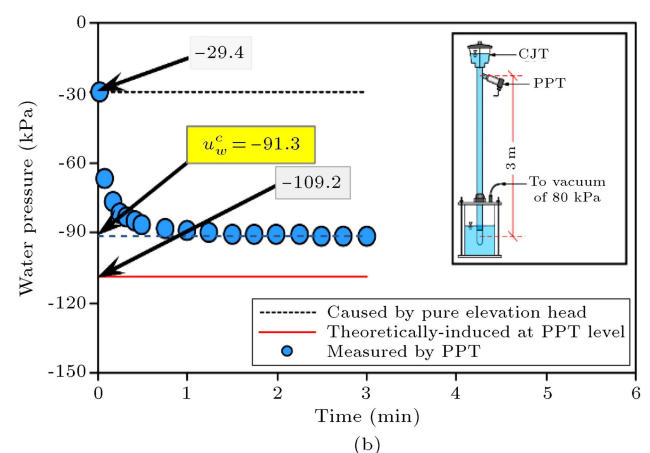 0
-30
-60
-90
-120
-150
Water pressure (kPa)
-29.4
u_w^c = -91.3
-109.2
CJT
PPT
3 m
To vacuum
of 80 kPa
Caused by pure elevation head
Theoretically-induced at PPT level
Measured by PPT
0 1 2 3 4 5 6
Time (min)
(b)